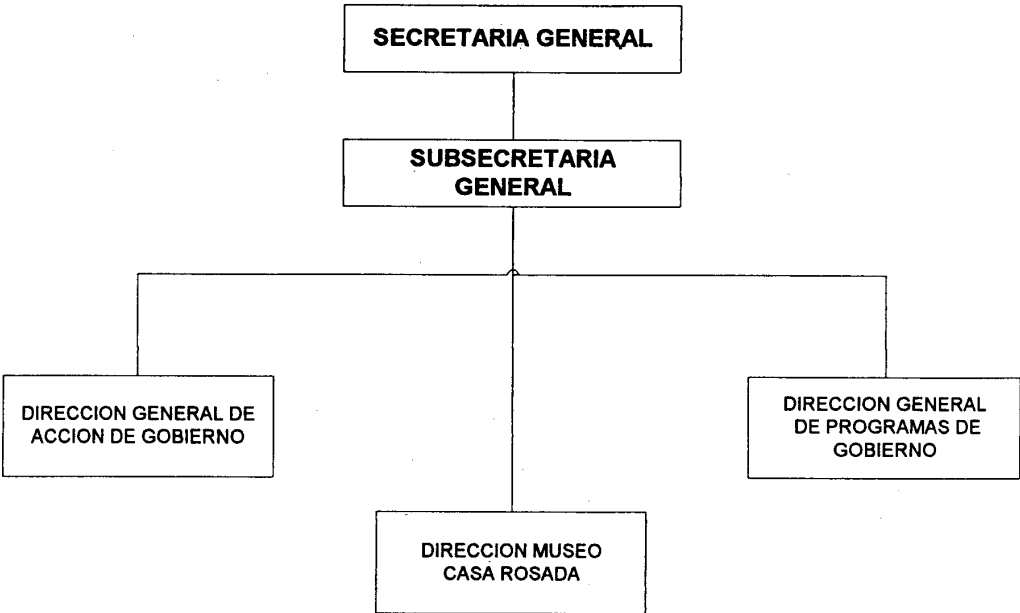 SECRETARIA GENERAL
SUBSECRETARIA
GENERAL
DIRECCION GENERAL DE
ACCION DE GOBIERNO
DIRECCION GENERAL
DE PROGRAMAS DE
GOBIERNO
DIRECCION MUSEO
CASA ROSADA